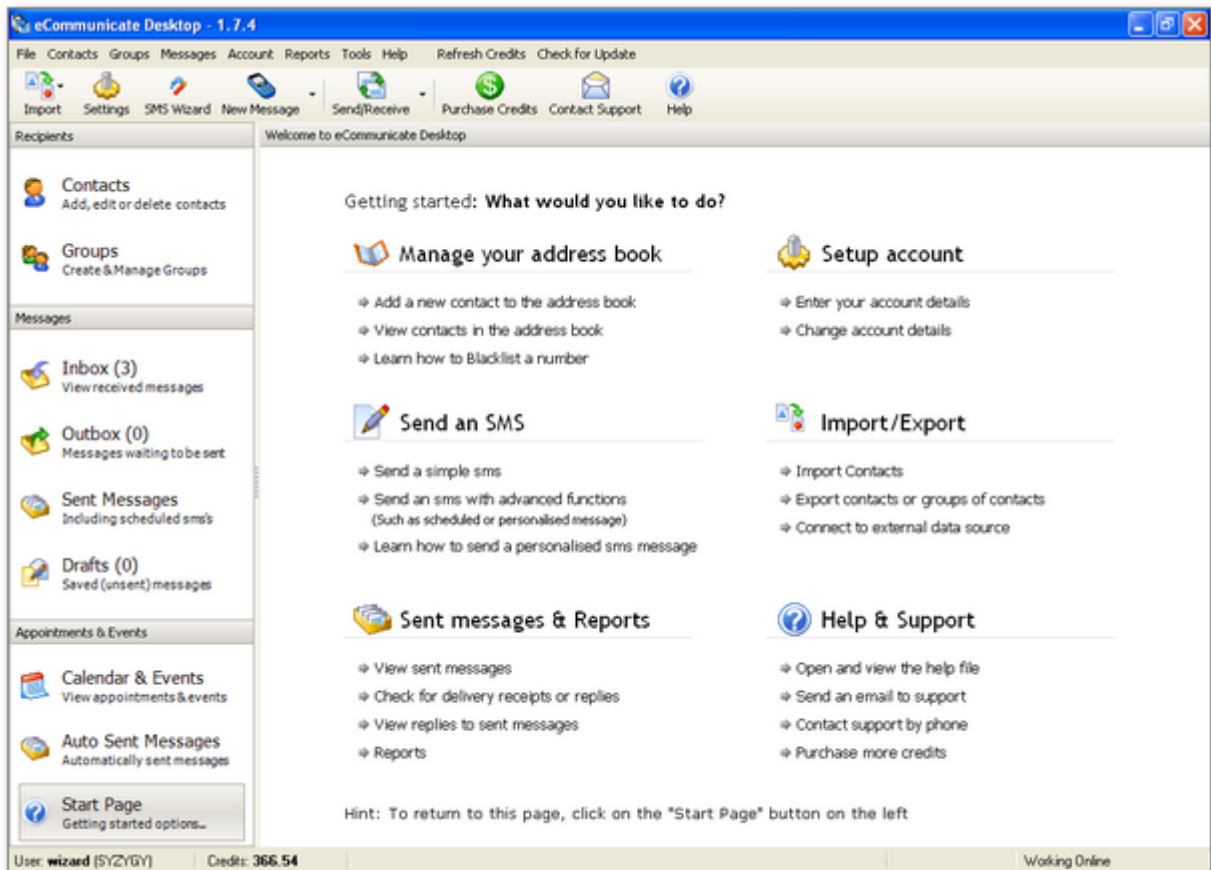 eCommunicate Desktop - 1.7.4
File Contacts Groups Messages Account Reports Tools Help Refresh Credits Check for Update
Import Settings SMS Wizard New Message Send/Receive Purchase Credits Contact Support Help
Recipients
Contacts
Add, edit or delete contacts
Groups
Create & Manage Groups
Messages
Inbox (3)
View received messages
Outbox (0)
Messages waiting to be sent
Sent Messages
Including scheduled sms's
Drafts (0)
Saved (unsent) messages
Appointments & Events
Calendar & Events
View appointments & events
Auto Sent Messages
Automatically sent messages
Start Page
Getting started options...
Welcome to eCommunicate Desktop
Getting started: What would you like to do?
Manage your address book
Add a new contact to the address book
View contacts in the address book
Learn how to Blacklist a number
Setup account
Enter your account details
Change account details
Send an SMS
Send a simple sms
Send an sms with advanced functions
(Such as scheduled or personalised message)
Learn how to send a personalised sms message
Import/Export
Import Contacts
Export contacts or groups of contacts
Connect to external data source
Sent messages & Reports
View sent messages
Check for delivery receipts or replies
View replies to sent messages
Reports
Help & Support
Open and view the help file
Send an email to support
Contact support by phone
Purchase more credits
Hint: To return to this page, click on the "Start Page" button on the left
User: wizard (SYZYGY) Credits: 366.54 Working Online